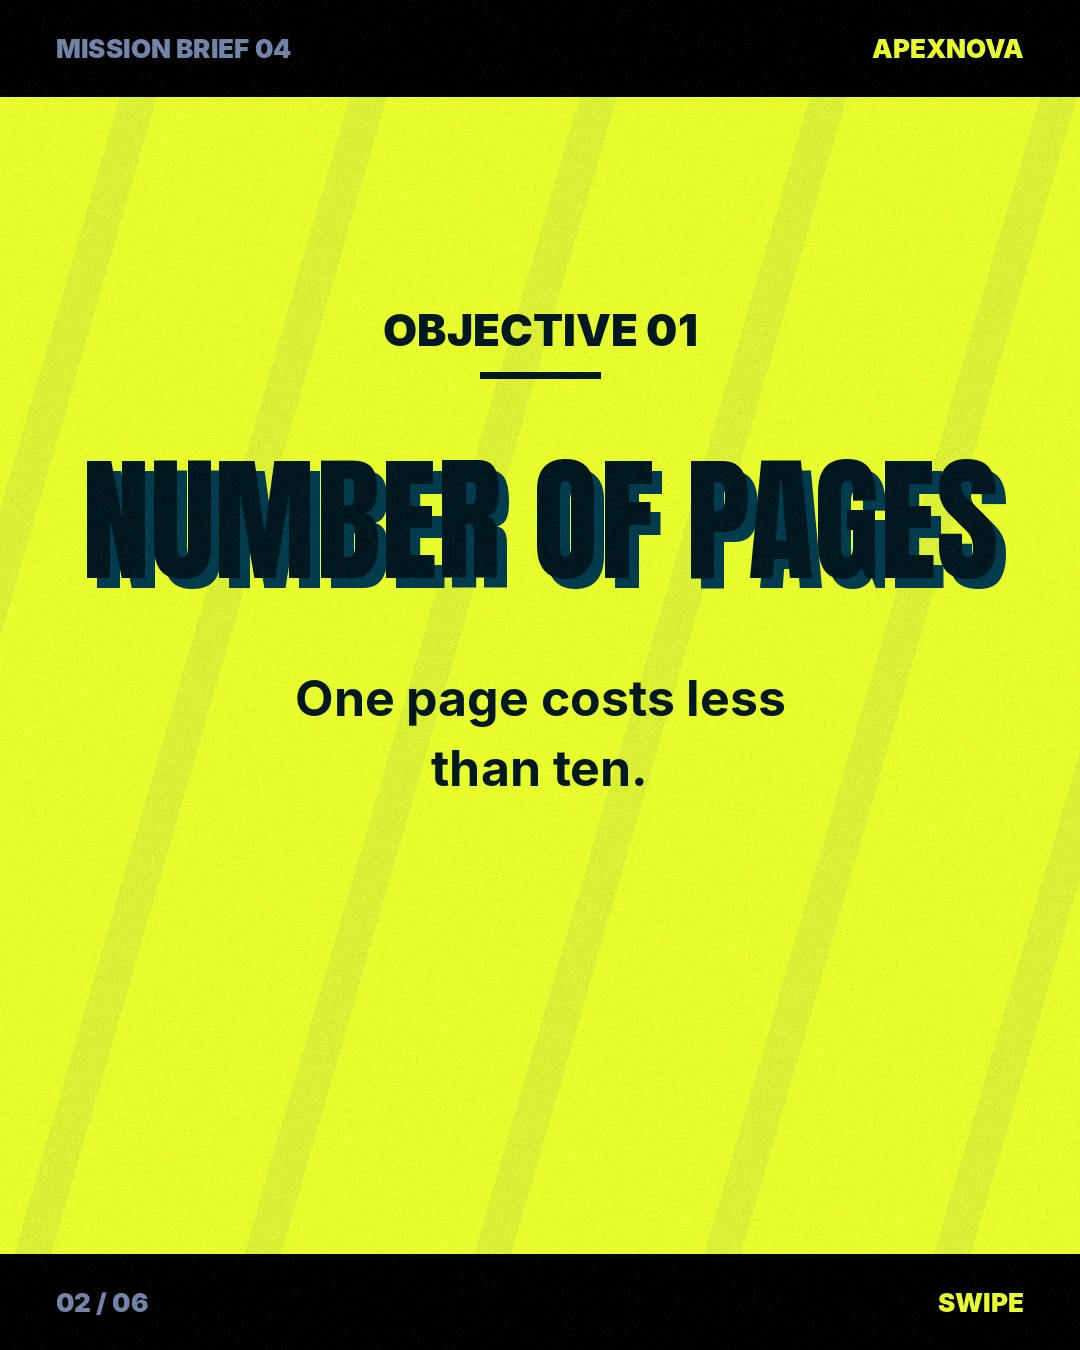 MISSION BRIEF 04
APEXNOVA
OBJECTIVE 01
NUMBER OF PAGES
One page costs less
than ten.
02 / 06
SWIPE